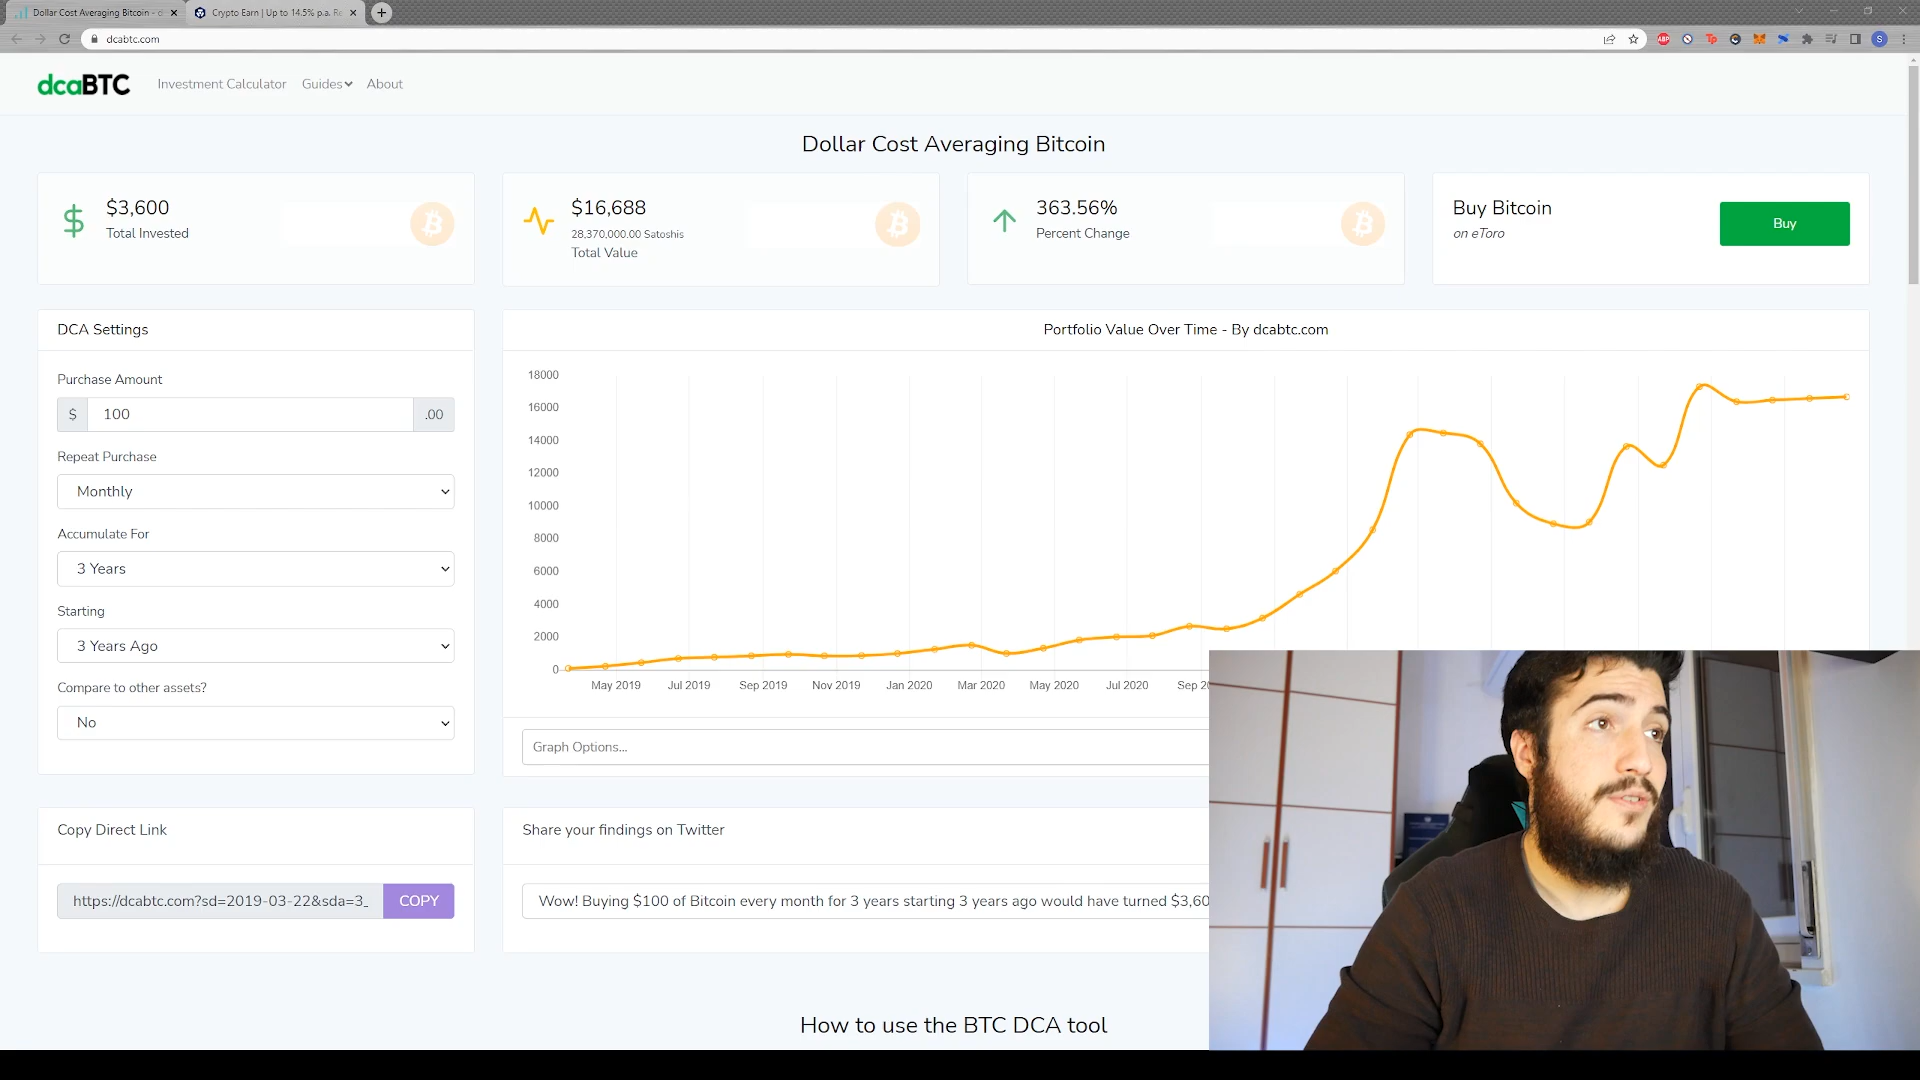 Dollar Cost Averaging Bitcoin - d
Crypto Earn | Up to 14.5% p.a. Re
dcabtc.com
ABP
Tp
S
dcaBTC
Investment Calculator
Guides
About
Dollar Cost Averaging Bitcoin
$3,600
Total Invested
$16,688
28,370,000.00 Satoshis
Total Value
363.56%
Percent Change
Buy Bitcoin
on eToro
Buy
DCA Settings
Purchase Amount
$ 100 .00
Repeat Purchase
Monthly
Accumulate For
3 Years
Starting
3 Years Ago
Compare to other assets?
No
Portfolio Value Over Time - By dcabtc.com
18000
16000
14000
12000
10000
8000
6000
4000
2000
0
May 2019 Jul 2019 Sep 2019 Nov 2019 Jan 2020 Mar 2020 May 2020 Jul 2020 Sep 20
Graph Options...
Copy Direct Link
https://dcabtc.com?sd=2019-03-22&sda=3_
COPY
Share your findings on Twitter
Wow! Buying $100 of Bitcoin every month for 3 years starting 3 years ago would have turned $3,60
How to use the BTC DCA tool